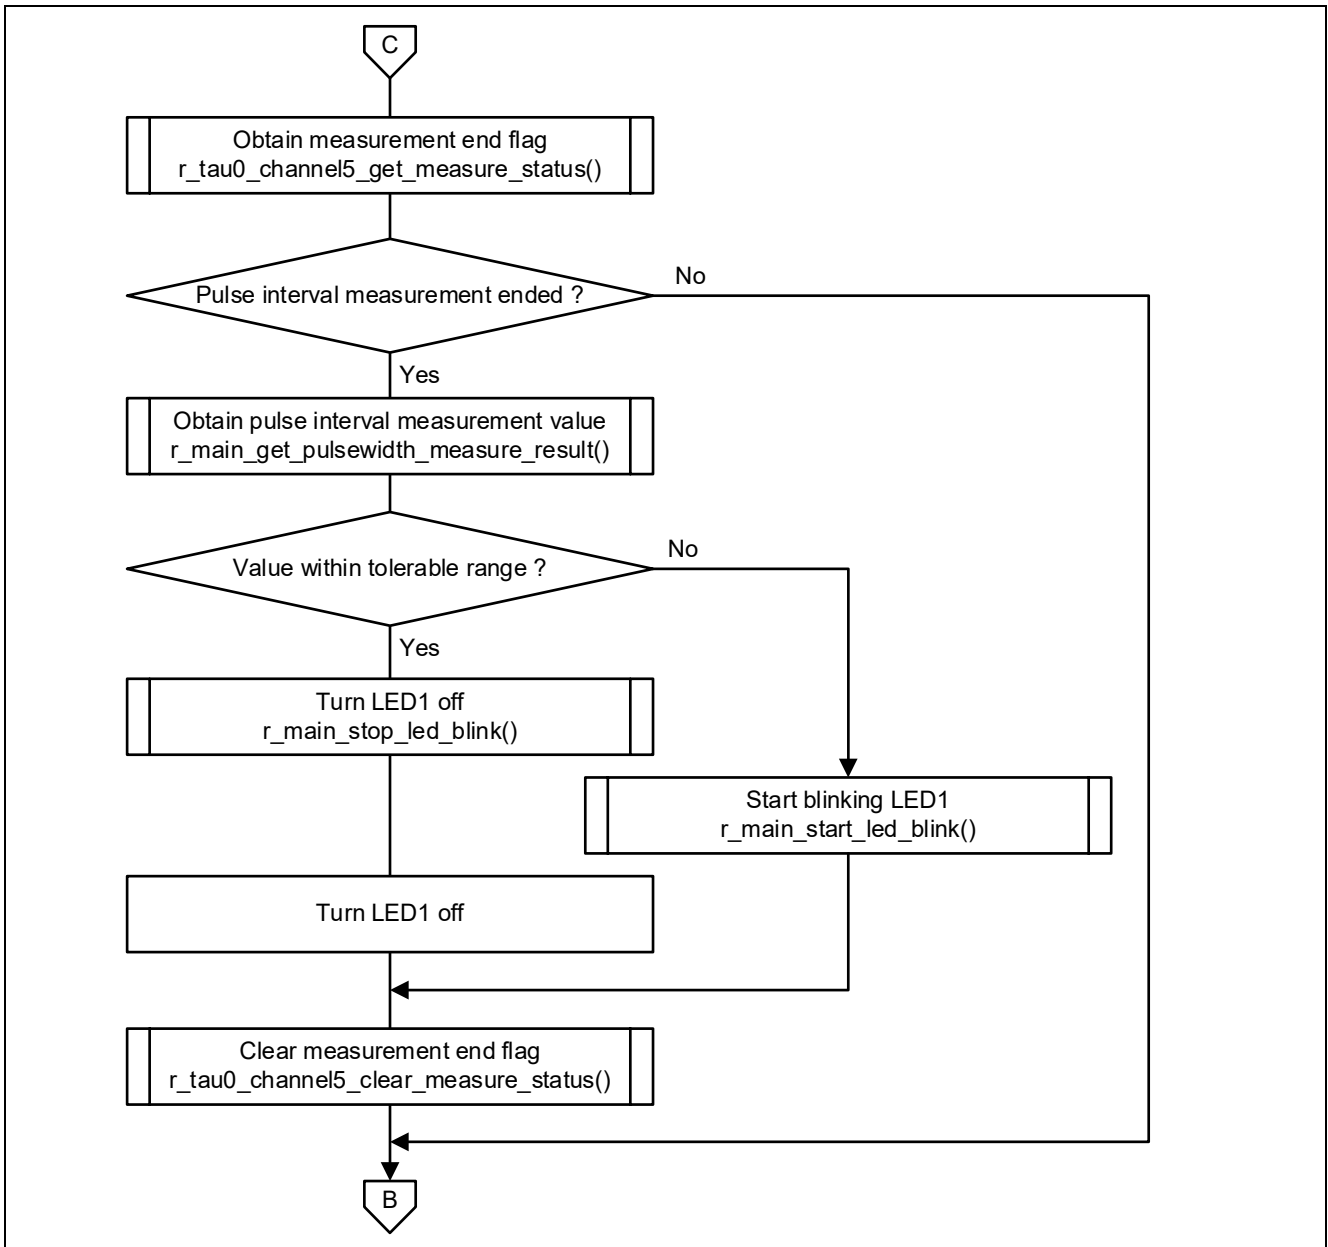 C
Obtain measurement end flag
r_tau0_channel5_get_measure_status()
No
Pulse interval measurement ended ?
Yes
Obtain pulse interval measurement value
r_main_get_pulsewidth_measure_result()
No
Value within tolerable range ?
Yes
Turn LED1 off
r_main_stop_led_blink()
Start blinking LED1
r_main_start_led_blink()
Turn LED1 off
Clear measurement end flag
r_tau0_channel5_clear_measure_status()
B